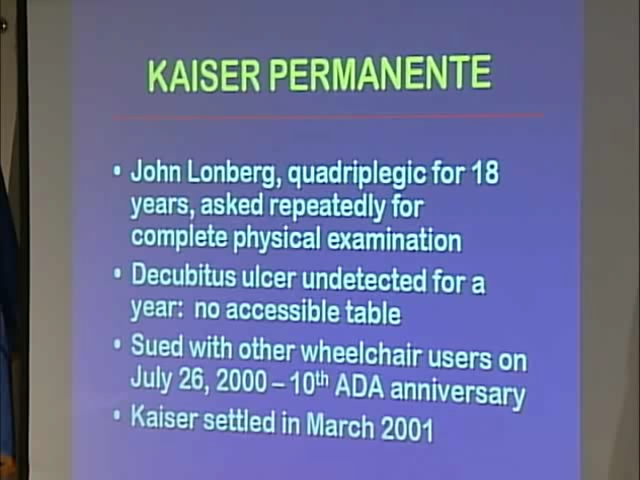 KAISER PERMANENTE
• John Lonberg, quadriplegic for 18
years, asked repeatedly for
complete physical examination
• Decubitus ulcer undetected for a
year: no accessible table
• Sued with other wheelchair users on
July 26, 2000 – 10th ADA anniversary
• Kaiser settled in March 2001